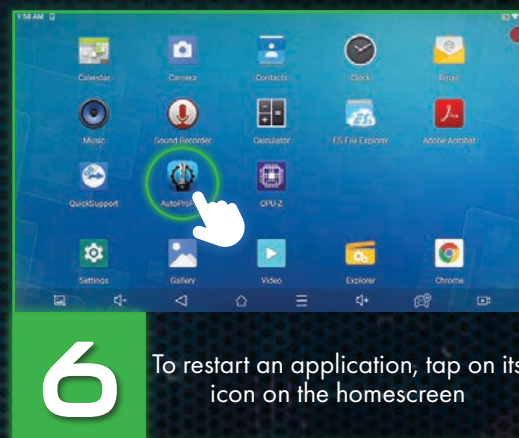 1:58 AM
Calendar Camera Contacts Clock Email
Music Sound Recorder Calculator ES File Explorer Adobe Acrobat
QuickSupport CPU-Z
Settings Gallery Video Explorer Chrome
6
To restart an application, tap on its
icon on the homescreen